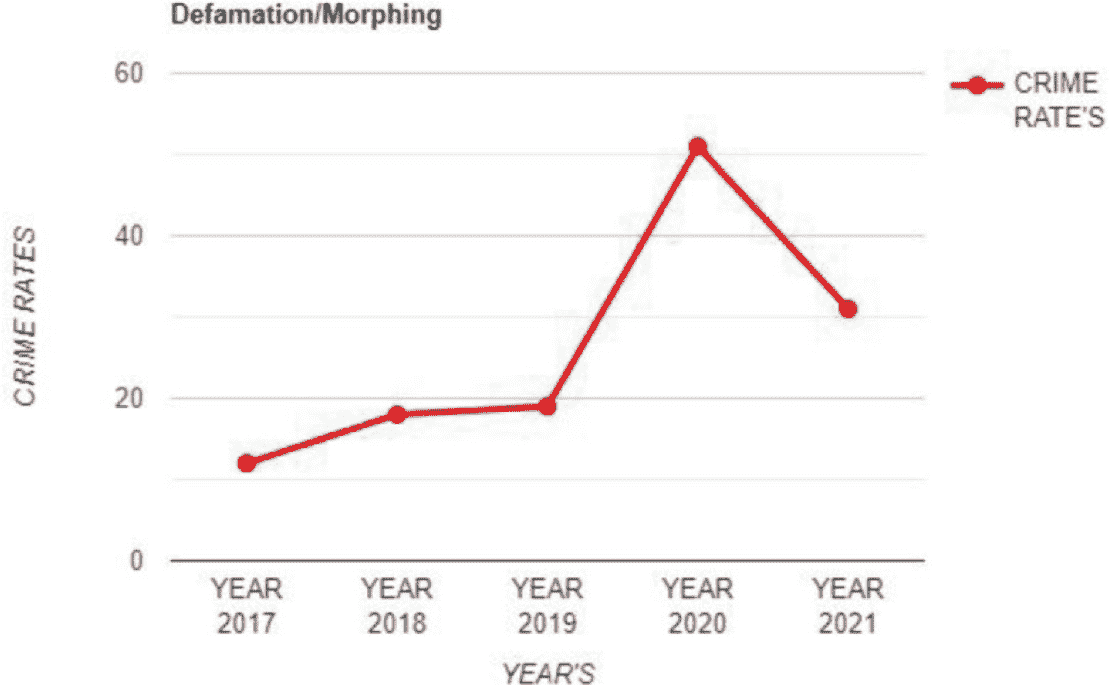 Defamation/Morphing
60
40
20
0
CRIME RATES
CRIME
RATE'S
YEAR
2017
YEAR
2018
YEAR
2019
YEAR
2020
YEAR
2021
YEAR'S